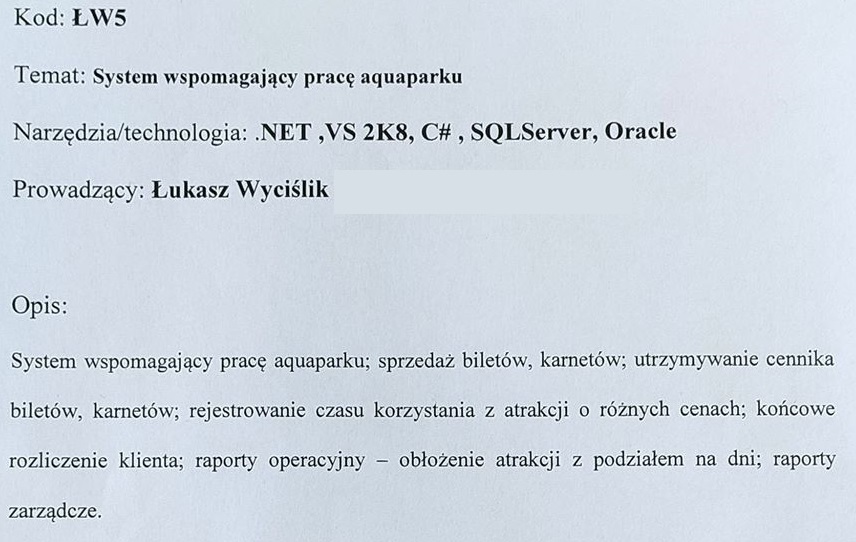 Kod: ŁW5
Temat: System wspomagający pracę aquaparku
Narzędzia/technologia: .NET ,VS 2K8, C# , SQLServer, Oracle
Prowadzący: Łukasz Wyciślik
Opis:
System wspomagający pracę aquaparku; sprzedaż biletów, karnetów; utrzymywanie cennika
biletów, karnetów; rejestrowanie czasu korzystania z atrakcji o różnych cenach; końcowe
rozliczenie klienta; raporty operacyjny – obłożenie atrakcji z podziałem na dni; raporty
zarządcze.